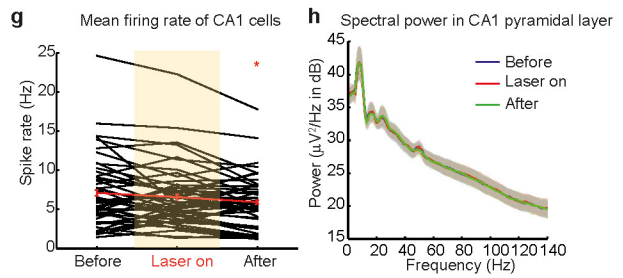 g Mean firing rate of CA1 cells
25
20
15
10
5
0
Spike rate (Hz)
*
Before Laser on After
h Spectral power in CA1 pyramidal layer
45
40
35
30
25
20
15
Power (µV²/Hz in dB)
Before
Laser on
After
0 20 40 60 80 100 120 140
Frequency (Hz)